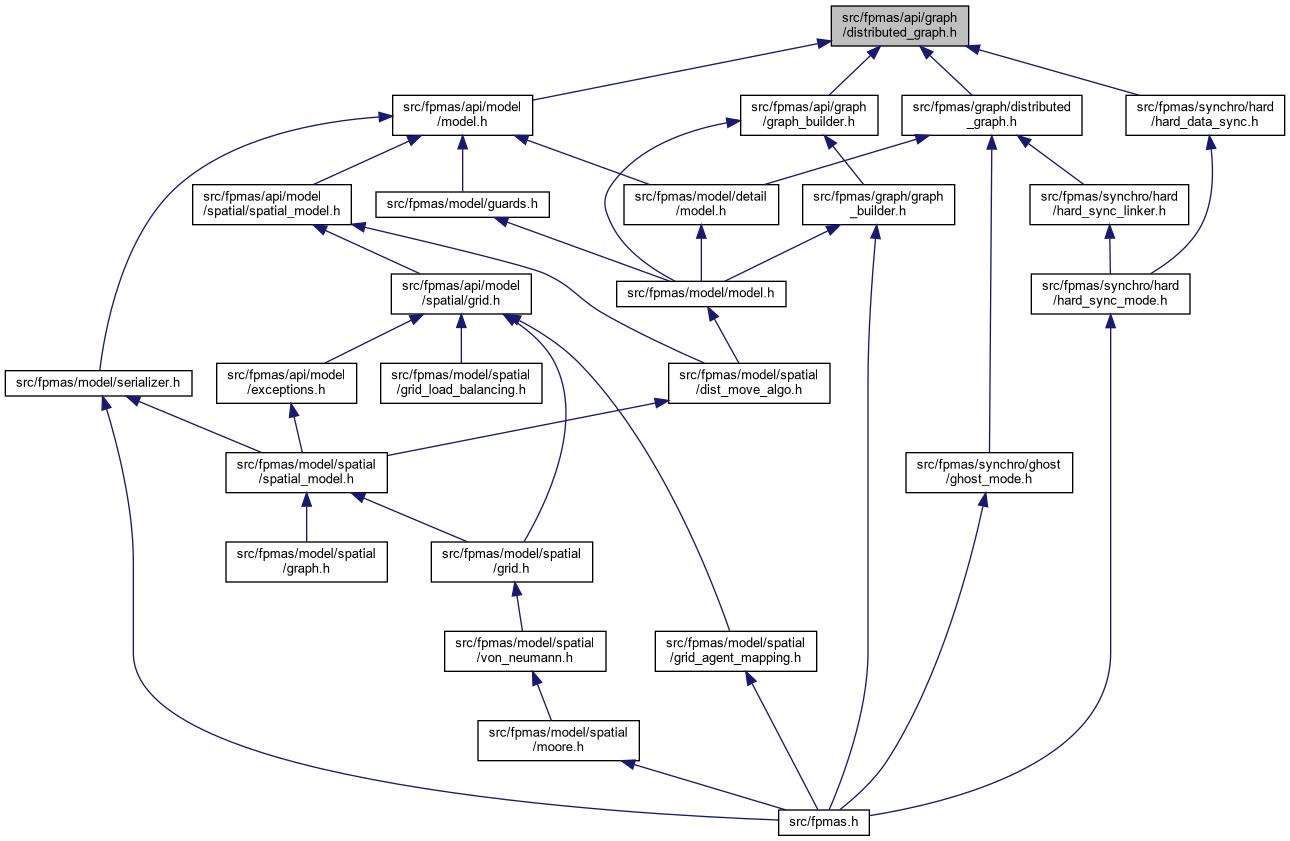 src/fpmas/api/graph
/distributed_graph.h
src/fpmas/api/model
/model.h
src/fpmas/api/graph
/graph_builder.h
src/fpmas/graph/distributed
_graph.h
src/fpmas/synchro/hard
/hard_data_sync.h
src/fpmas/api/model
/spatial/spatial_model.h
src/fpmas/model/guards.h
src/fpmas/model/detail
/model.h
src/fpmas/graph/graph
_builder.h
src/fpmas/synchro/hard
/hard_sync_linker.h
src/fpmas/api/model
/spatial/grid.h
src/fpmas/model/model.h
src/fpmas/synchro/hard
/hard_sync_mode.h
src/fpmas/model/serializer.h
src/fpmas/api/model
/exceptions.h
src/fpmas/model/spatial
/grid_load_balancing.h
src/fpmas/model/spatial
/dist_move_algo.h
src/fpmas/model/spatial
/spatial_model.h
src/fpmas/synchro/ghost
/ghost_mode.h
src/fpmas/model/spatial
/graph.h
src/fpmas/model/spatial
/grid.h
src/fpmas/model/spatial
/von_neumann.h
src/fpmas/model/spatial
/grid_agent_mapping.h
src/fpmas/model/spatial
/moore.h
src/fpmas.h